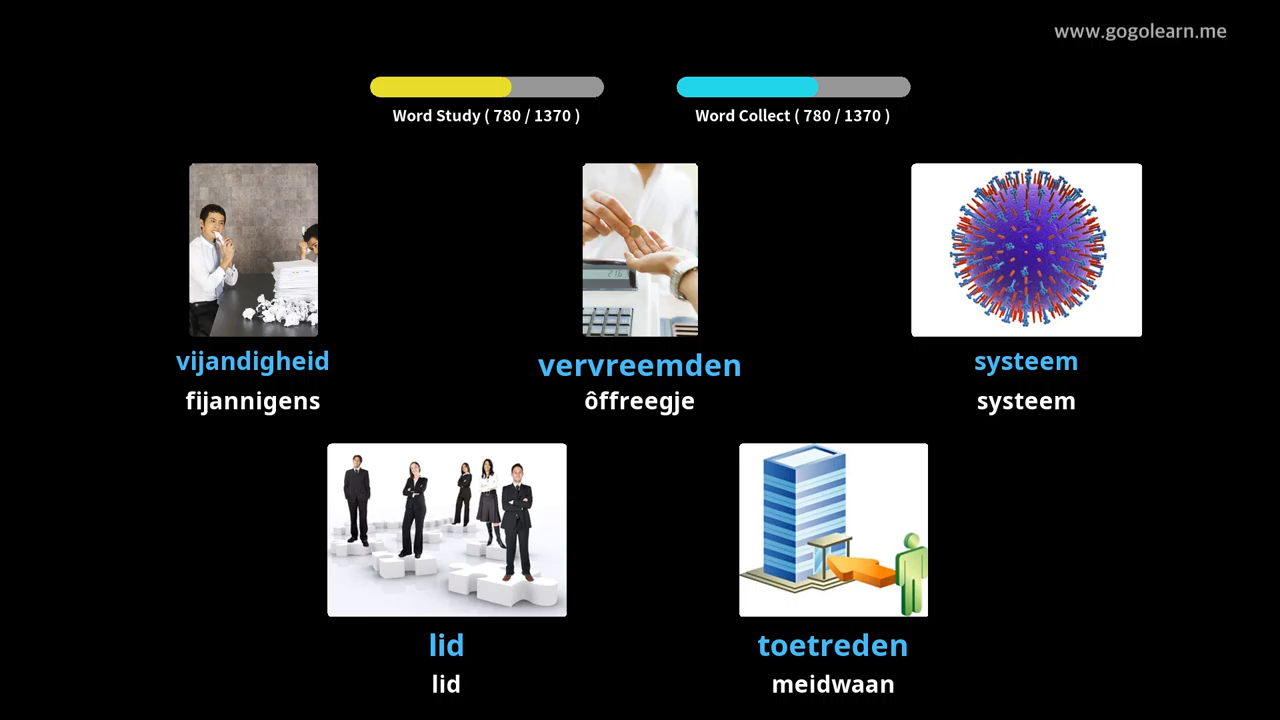 www.gogolearn.me
Word Study ( 780 / 1370 )
Word Collect ( 780 / 1370 )
vijandigheid
fijannigens
vervreemden
ôffreegje
systeem
systeem
lid
lid
toetreden
meidwaan